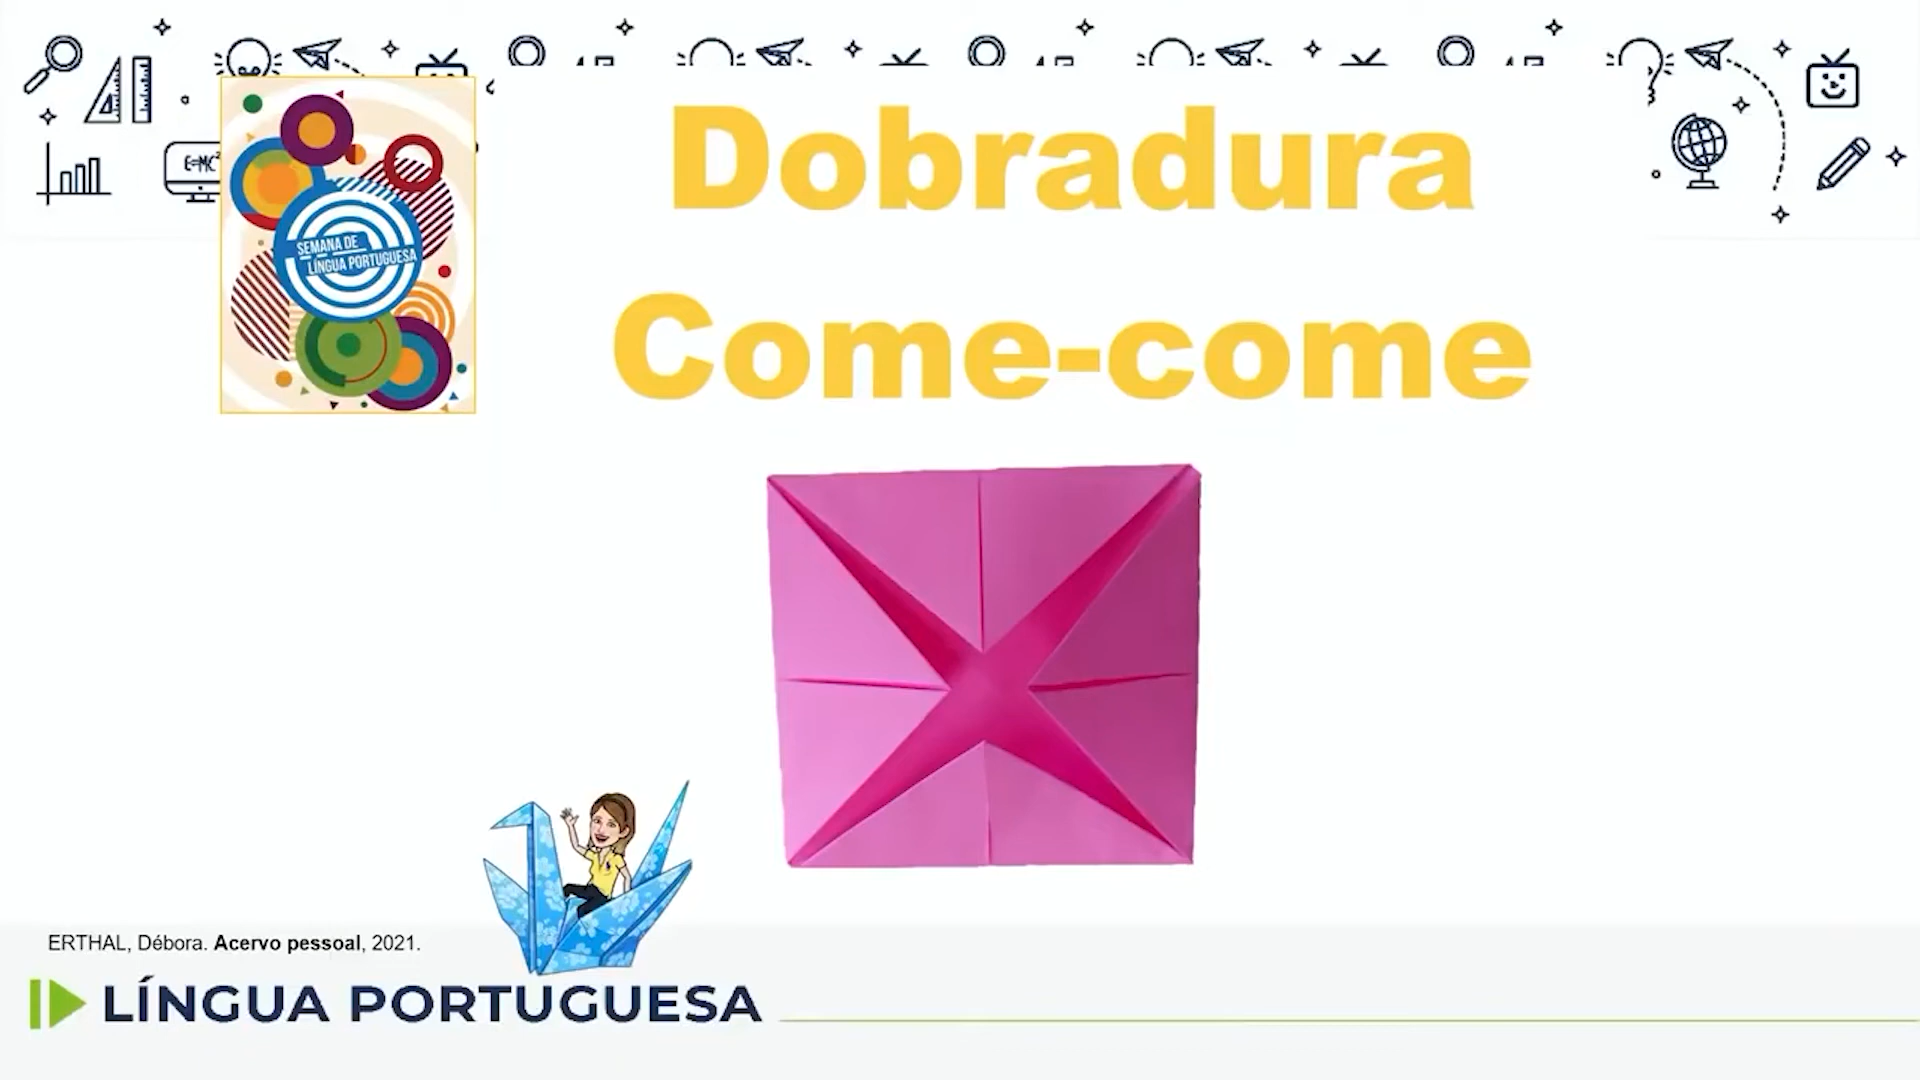 E=MC²
SEMANA DE
LÍNGUA PORTUGUESA
Dobradura
Come-come
ERTHAL, Débora. Acervo pessoal, 2021.
LÍNGUA PORTUGUESA